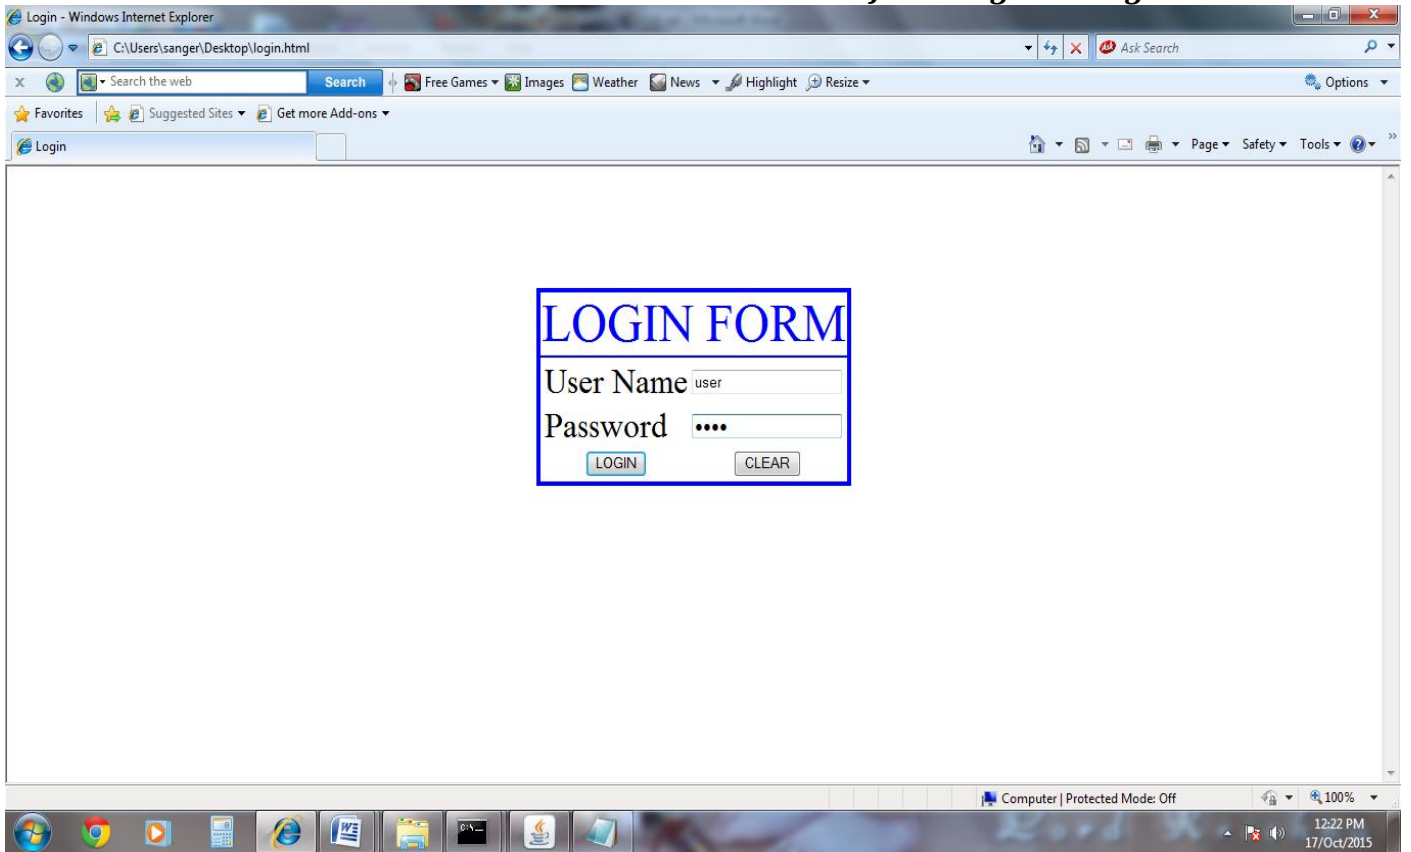 Login - Windows Internet Explorer
C:\Users\sanger\Desktop\login.html
Ask Search
x Search the web Search Free Games Images Weather News Highlight Resize Options
Favorites Suggested Sites Get more Add-ons
Login Page Safety Tools
LOGIN FORM
User Name user
Password ••••
LOGIN CLEAR
Computer | Protected Mode: Off 100%
12:22 PM
17/Oct/2015